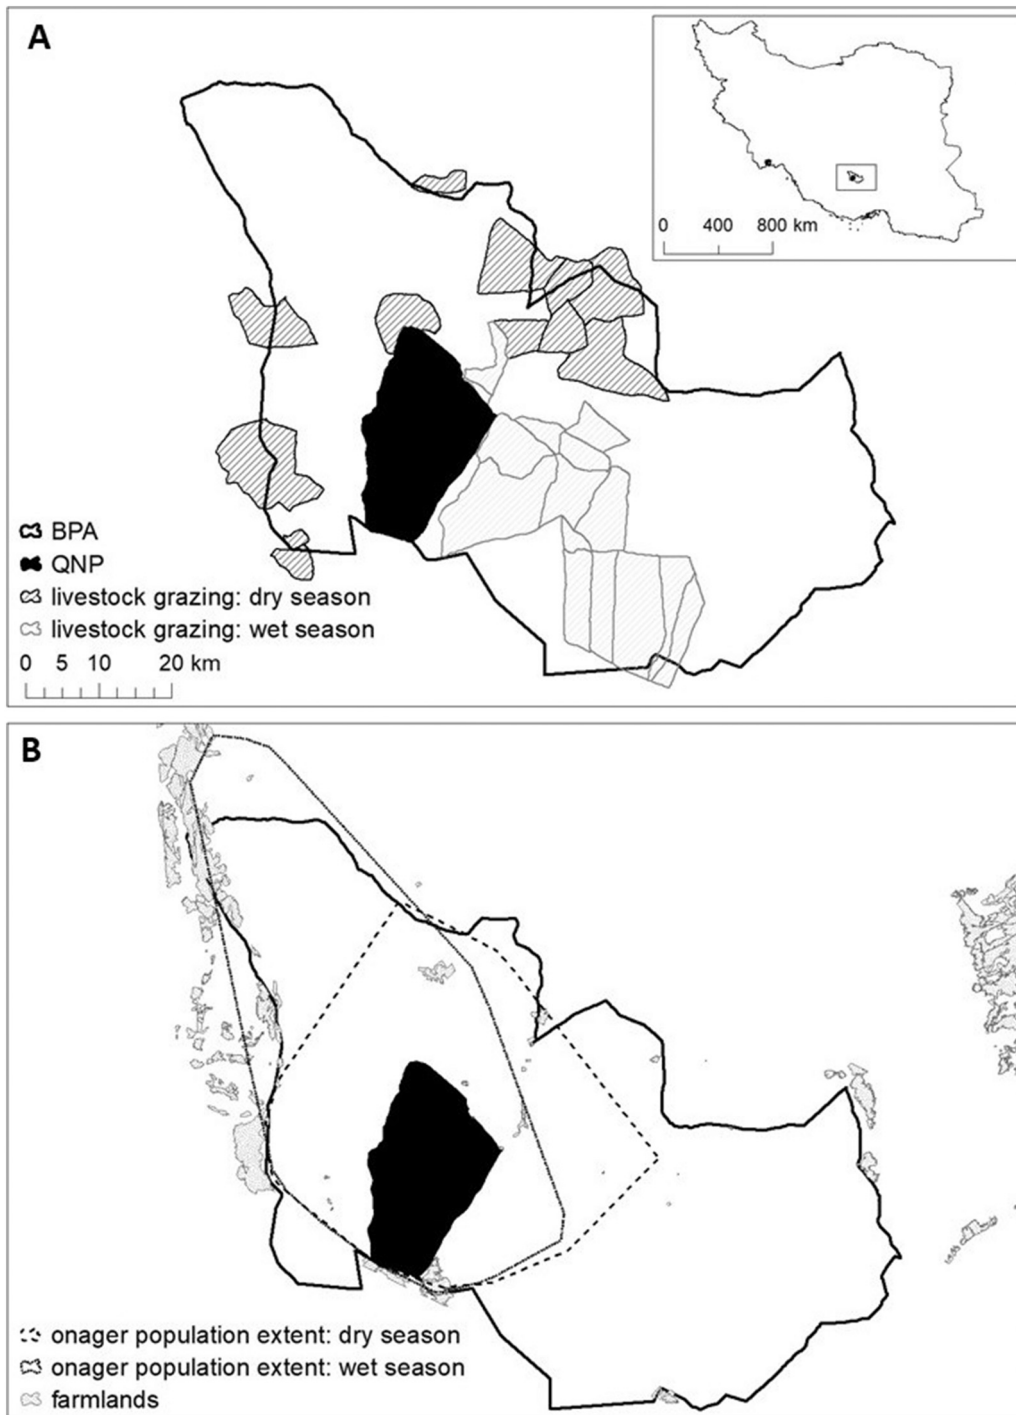 A
0 400 800 km
BPA
QNP
livestock grazing: dry season
livestock grazing: wet season
0 5 10 20 km
B
onager population extent: dry season
onager population extent: wet season
farmlands